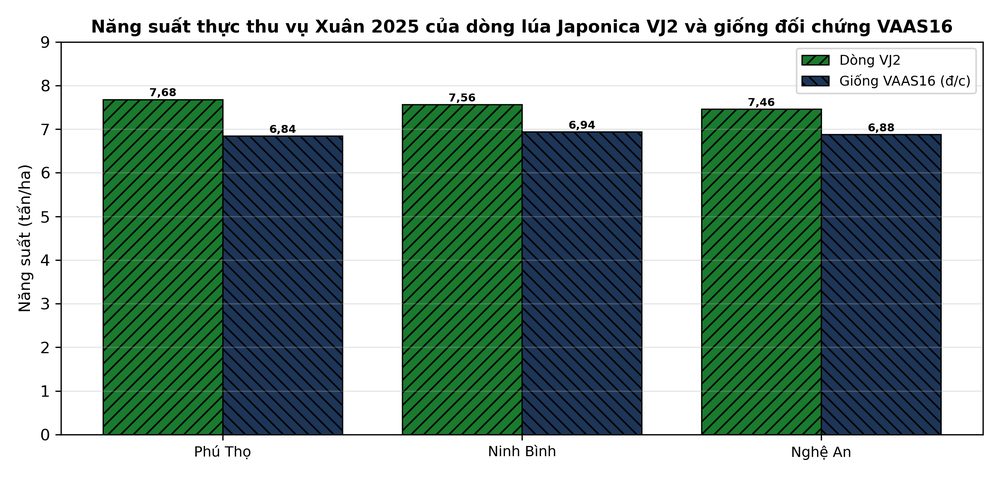 Năng suất thực thu vụ Xuân 2025 của dòng lúa Japonica VJ2 và giống đối chứng VAAS16
Năng suất (tấn/ha)
9
8
7
6
5
4
3
2
1
0
Dòng VJ2
Giống VAAS16 (đ/c)
7,68
6,84
7,56
6,94
7,46
6,88
Phú Thọ
Ninh Bình
Nghệ An